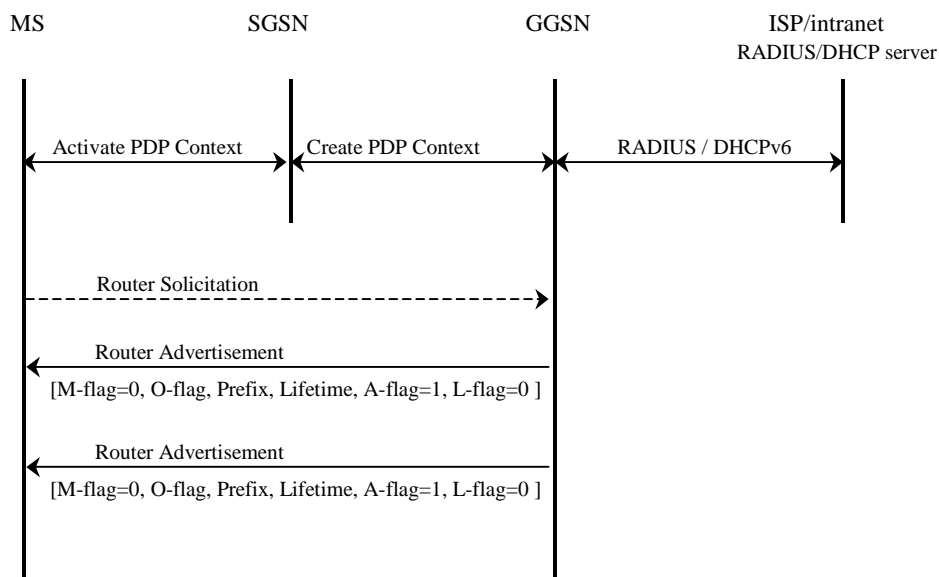 MS SGSN GGSN ISP/intranet
RADIUS/DHCP server
Activate PDP Context Create PDP Context RADIUS / DHCPv6
Router Solicitation
Router Advertisement
[M-flag=0, O-flag, Prefix, Lifetime, A-flag=1, L-flag=0 ]
Router Advertisement
[M-flag=0, O-flag, Prefix, Lifetime, A-flag=1, L-flag=0 ]